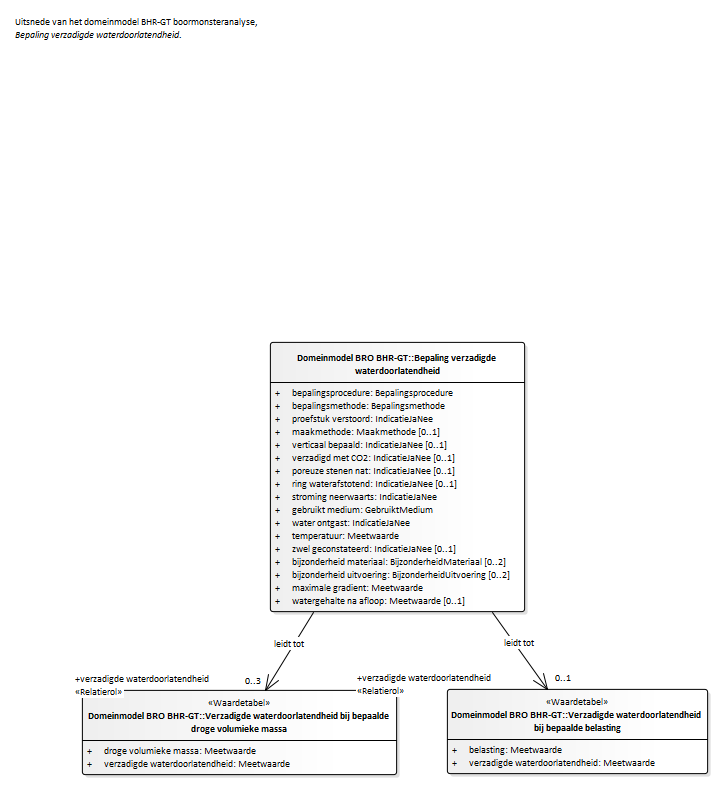 Uitsnede van het domeinmodel BHR-GT boormonsteranalyse,
Bepaling verzadigde waterdoorlatendheid.
Domeinmodel BRO BHR-GT::Bepaling verzadigde
waterdoorlatendheid
+ bepalingsprocedure: Bepalingsprocedure
+ bepalingsmethode: Bepalingsmethode
+ proefstuk verstoord: IndicatieJaNee
+ maakmethode: Maakmethode [0..1]
+ verticaal bepaald: IndicatieJaNee [0..1]
+ verzadigd met CO2: IndicatieJaNee [0..1]
+ poreuze stenen nat: IndicatieJaNee [0..1]
+ ring waterafstotend: IndicatieJaNee [0..1]
+ stroming neerwaarts: IndicatieJaNee
+ gebruikt medium: GebruiktMedium
+ water ontgast: IndicatieJaNee
+ temperatuur: Meetwaarde
+ zwel geconstateerd: IndicatieJaNee [0..1]
+ bijzonderheid materiaal: BijzonderheidMateriaal [0..2]
+ bijzonderheid uitvoering: BijzonderheidUitvoering [0..2]
+ maximale gradient: Meetwaarde
+ watergehalte na afloop: Meetwaarde [0..1]
leidt tot
leidt tot
+verzadigde waterdoorlatendheid
0..3
«Relatierol»
+verzadigde waterdoorlatendheid
0..1
«Relatierol»
«Waardetabel»
Domeinmodel BRO BHR-GT::Verzadigde waterdoorlatendheid bij bepaalde
droge volumieke massa
+ droge volumieke massa: Meetwaarde
+ verzadigde waterdoorlatendheid: Meetwaarde
«Waardetabel»
Domeinmodel BRO BHR-GT::Verzadigde waterdoorlatendheid
bij bepaalde belasting
+ belasting: Meetwaarde
+ verzadigde waterdoorlatendheid: Meetwaarde